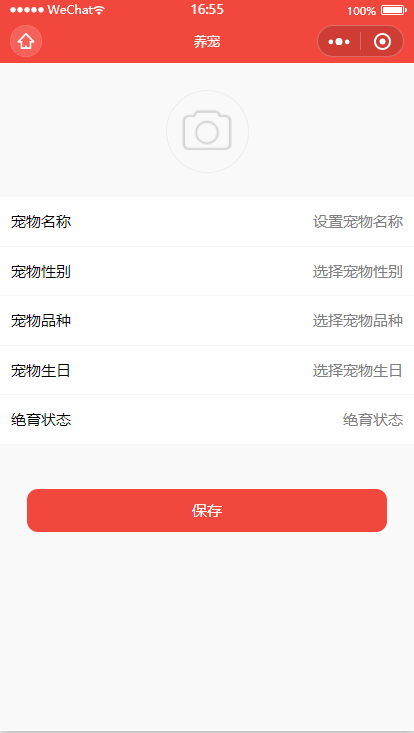 ●●●●● WeChat 16:55 100%
养宠
宠物名称 设置宠物名称
宠物性别 选择宠物性别
宠物品种 选择宠物品种
宠物生日 选择宠物生日
绝育状态 绝育状态
保存